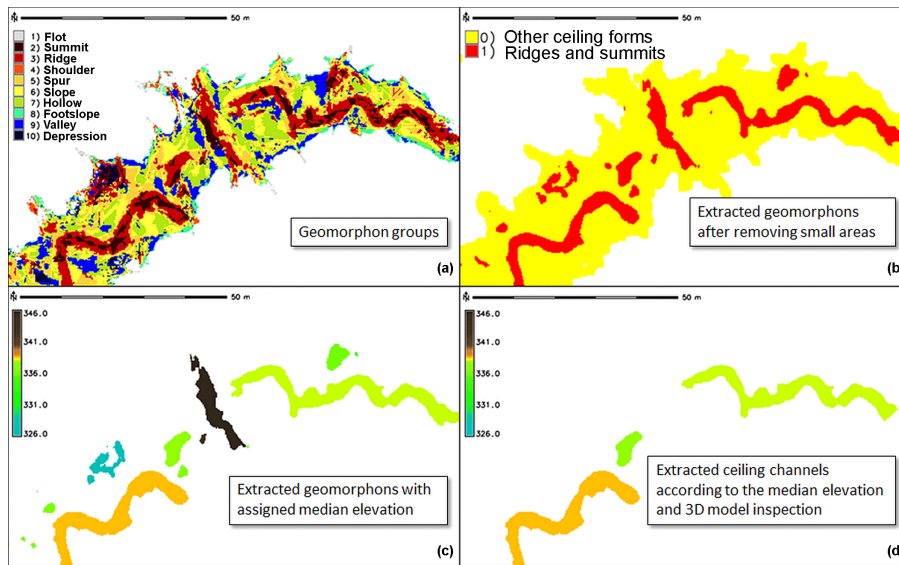 N
50 m
1) Flot
2) Summit
3) Ridge
4) Shoulder
5) Spur
6) Slope
7) Hollow
8) Footslope
9) Valley
10) Depression
Geomorphon groups
(a)
50 m
0) Other ceiling forms
1) Ridges and summits
Extracted geomorphons
after removing small areas
(b
N
50 m
346.0
341.0
336.0
331.0
326.0
Extracted geomorphons with
assigned median elevation
(c)
N
50 m
346.0
341.0
336.0
331.0
326.0
Extracted ceiling channels
according to the median elevation
and 3D model inspection
(d)